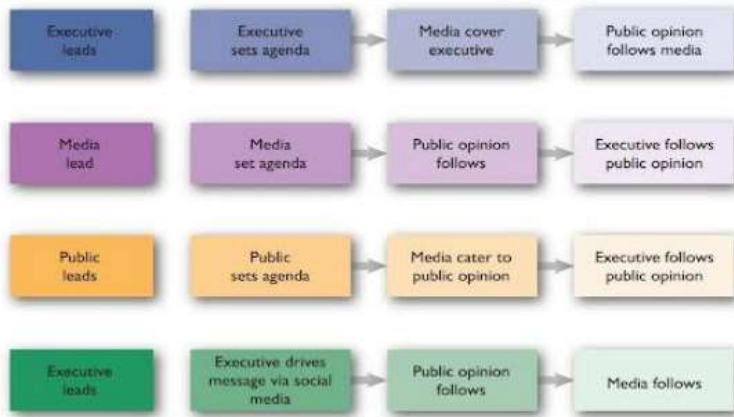 Executive
leads
Executive
sets agenda
Media cover
executive
Public opinion
follows media
Media
lead
Media
set agenda
Public opinion
follows
Executive follows
public opinion
Public
leads
Public
sets agenda
Media cater to
public opinion
Executive follows
public opinion
Executive
leads
Executive drives
message via social
media
Public opinion
follows
Media follows